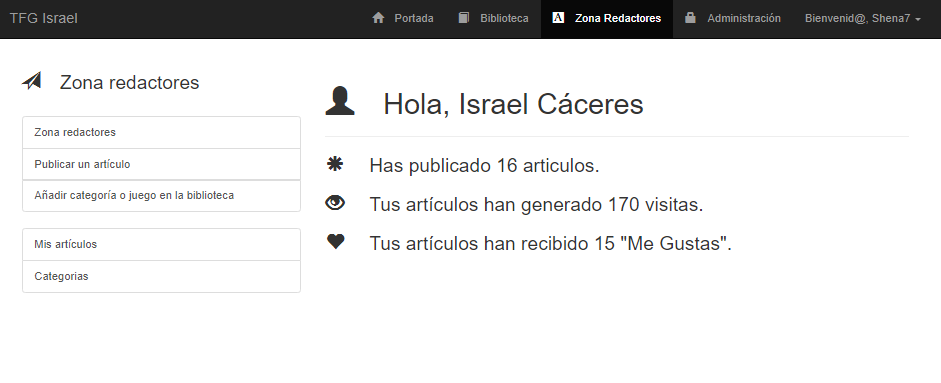 TFG Israel
Portada
Biblioteca
A Zona Redactores
Administración
Bienvenid@, Shena7
Zona redactores
Zona redactores
Publicar un artículo
Añadir categoría o juego en la biblioteca
Mis artículos
Categorias
Hola, Israel Cáceres
Has publicado 16 articulos.
Tus artículos han generado 170 visitas.
Tus artículos han recibido 15 "Me Gustas".